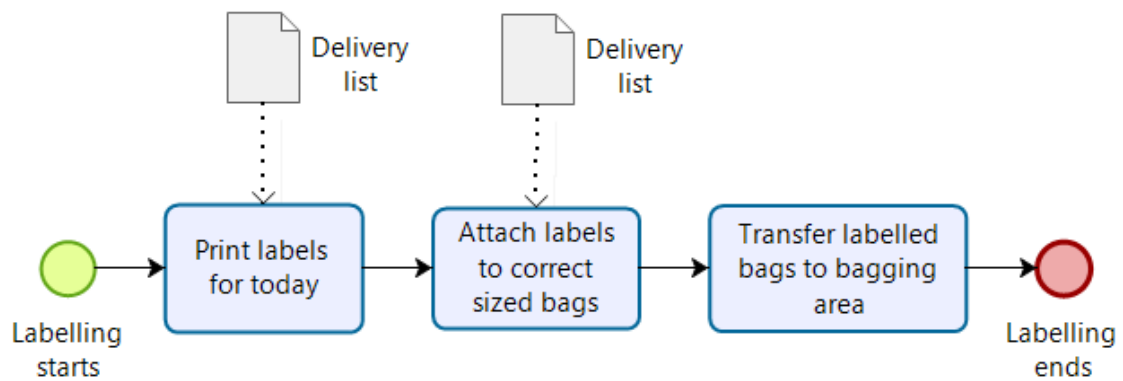 Delivery
list
Delivery
list
Labelling
starts
Print labels
for today
Attach labels
to correct
sized bags
Transfer labelled
bags to bagging
area
Labelling
ends